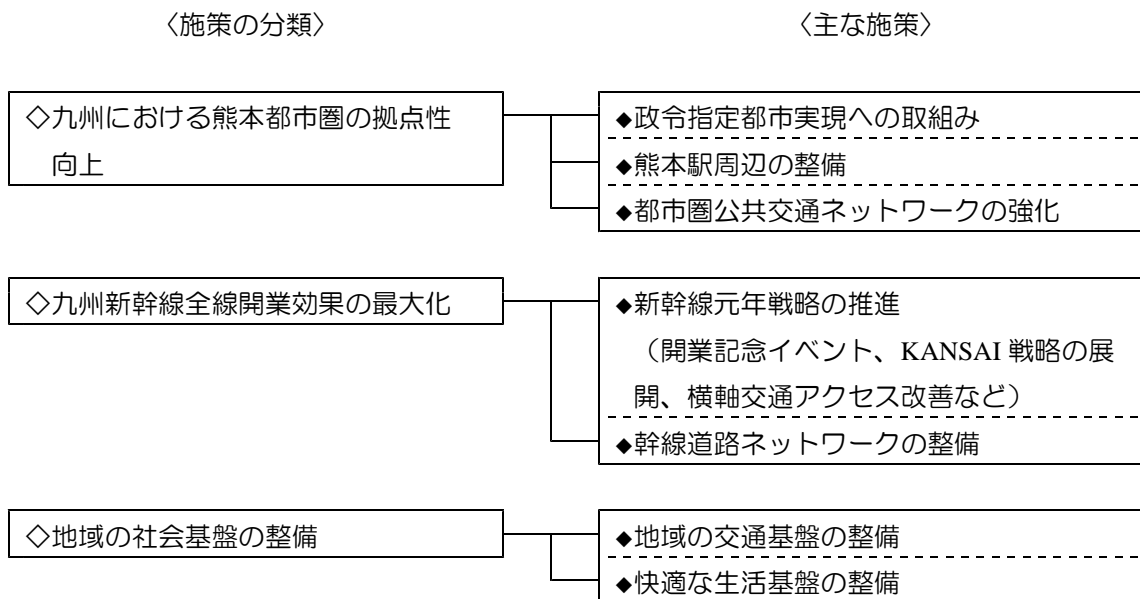 〈施策の分類〉
〈主な施策〉
◇九州における熊本都市圏の拠点性
向上
◆政令指定都市実現への取組み
◆熊本駅周辺の整備
◆都市圏公共交通ネットワークの強化
◇九州新幹線全線開業効果の最大化
◆新幹線元年戦略の推進
（開業記念イベント、KANSAI 戦略の展
開、横軸交通アクセス改善など）
◆幹線道路ネットワークの整備
◇地域の社会基盤の整備
◆地域の交通基盤の整備
◆快適な生活基盤の整備